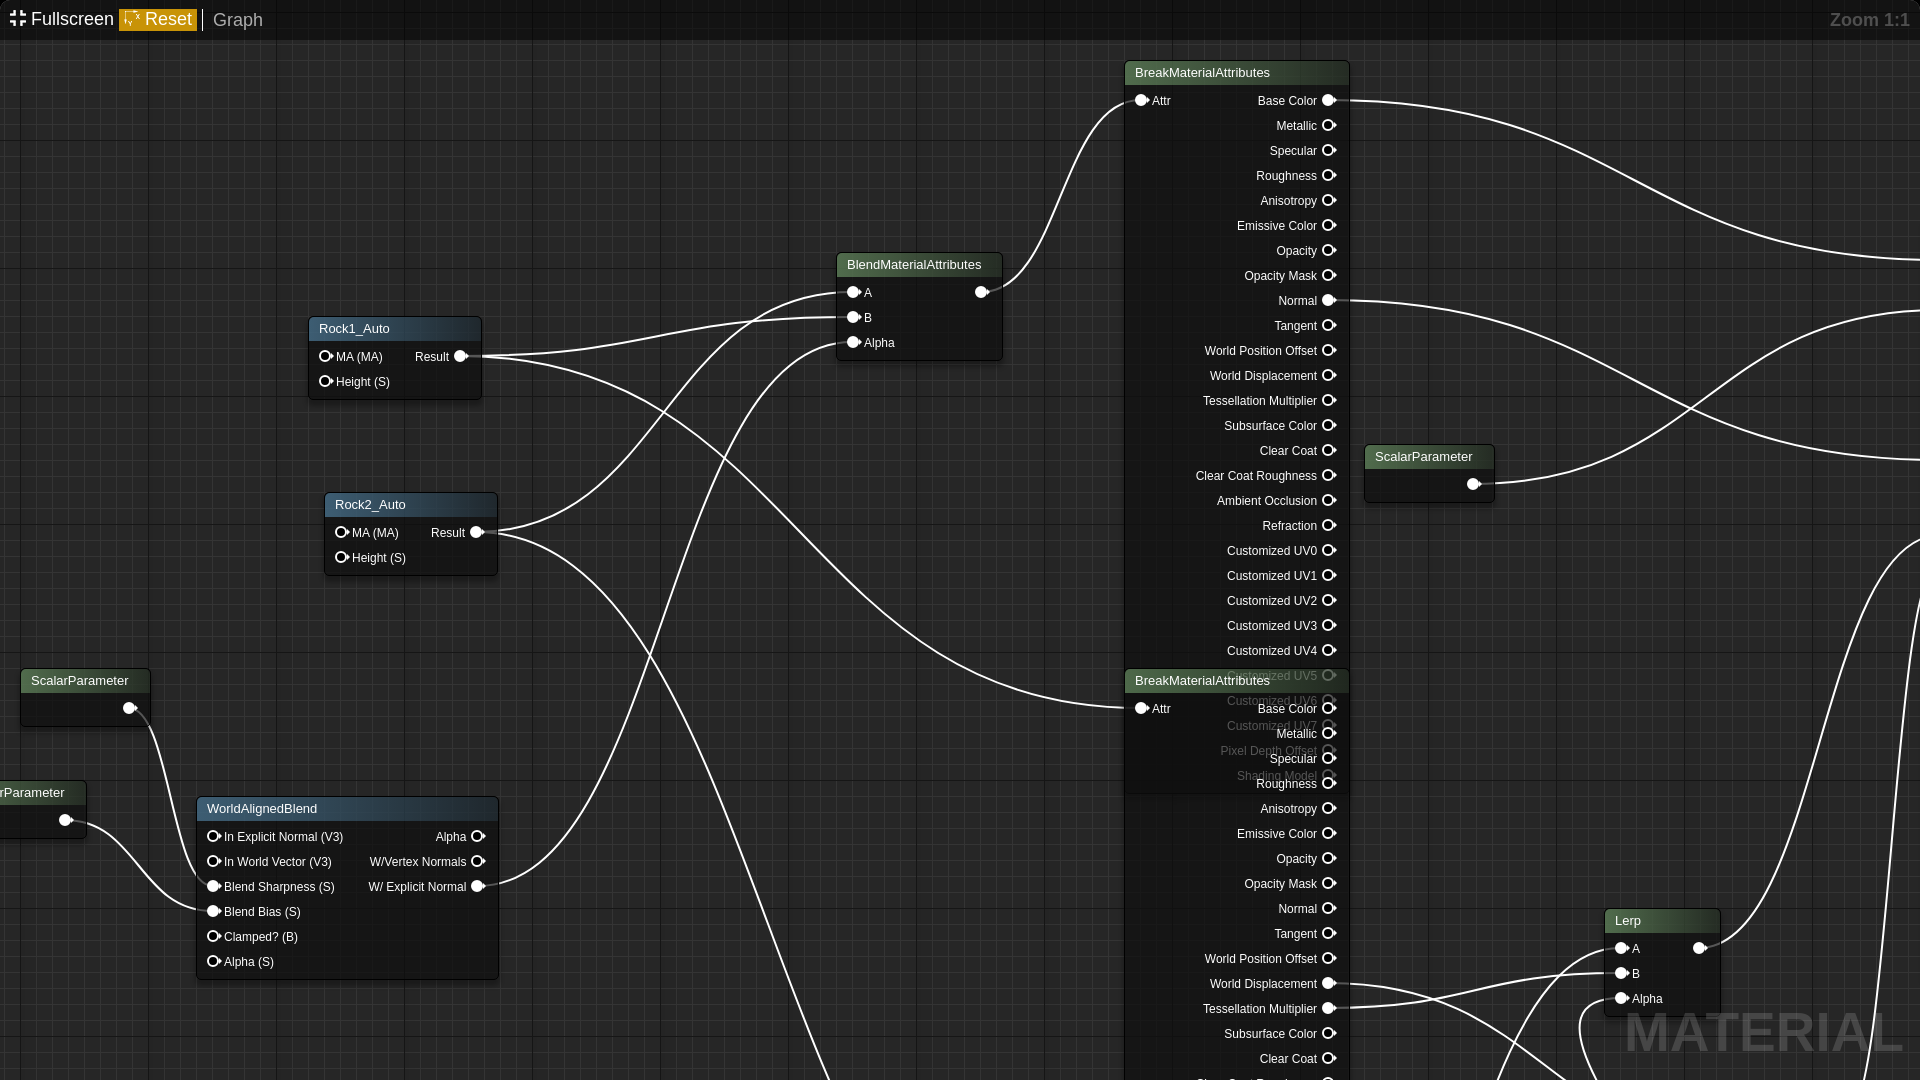 Fullscreen Reset Graph
Zoom 1:1
BreakMaterialAttributes
Attr
Base Color
Metallic
Specular
Roughness
Anisotropy
Emissive Color
Opacity
Opacity Mask
Normal
Tangent
World Position Offset
World Displacement
Tessellation Multiplier
Subsurface Color
Clear Coat
Clear Coat Roughness
Ambient Occlusion
Refraction
Customized UV0
Customized UV1
Customized UV2
Customized UV3
Customized UV4
Customized UV5
Customized UV6
Customized UV7
Pixel Depth Offset
Shading Model
BlendMaterialAttributes
A
B
Alpha
Rock1_Auto
MA (MA) Result
Height (S)
ScalarParameter
Rock2_Auto
MA (MA) Result
Height (S)
ScalarParameter
BreakMaterialAttributes
Attr
Base Color
Metallic
Specular
Roughness
Anisotropy
Emissive Color
Opacity
Opacity Mask
Normal
Tangent
World Position Offset
World Displacement
Tessellation Multiplier
Subsurface Color
Clear Coat
rParameter
WorldAlignedBlend
In Explicit Normal (V3) Alpha
In World Vector (V3) W/Vertex Normals
Blend Sharpness (S) W/ Explicit Normal
Blend Bias (S)
Clamped? (B)
Alpha (S)
Lerp
A
B
Alpha
MATERIAL